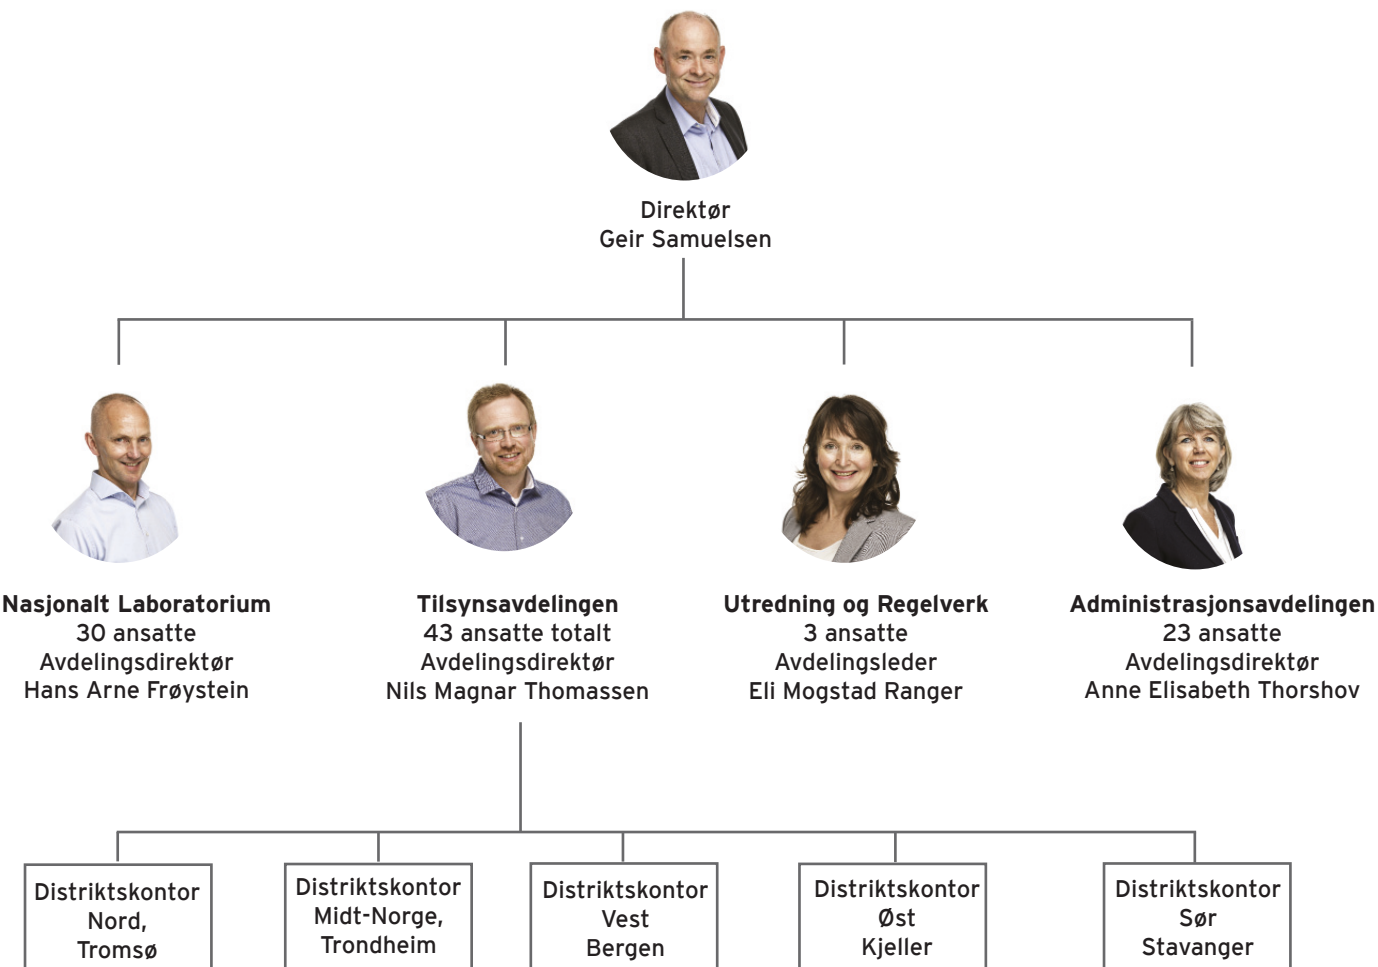 Direktør
Geir Samuelsen
Nasjonalt Laboratorium
30 ansatte
Avdelingsdirektør
Hans Arne Frøystein
Tilsynsavdelingen
43 ansatte totalt
Avdelingsdirektør
Nils Magnar Thomassen
Utredning og Regelverk
3 ansatte
Avdelingsleder
Eli Mogstad Ranger
Administrasjonsavdelingen
23 ansatte
Avdelingsdirektør
Anne Elisabeth Thorshov
Distriktskontor
Nord,
Tromsø
Distriktskontor
Midt-Norge,
Trondheim
Distriktskontor
Vest
Bergen
Distriktskontor
Øst
Kjeller
Distriktskontor
Sør
Stavanger